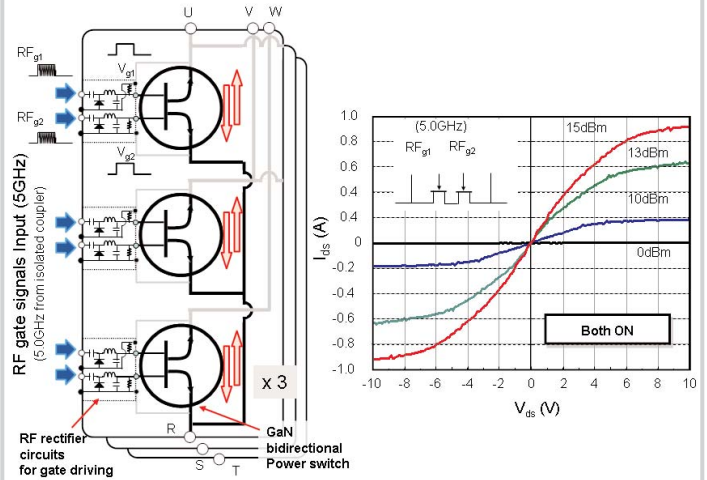 U V W
RFg1
Vg1
RFg2
Vg2
RF gate signals Input (5GHz)
(5.0GHz from isolated coupler)
x 3
R
S
T
RF rectifier
circuits
for gate driving
GaN
bidirectional
Power switch
(5.0GHz)
RFg1 RFg2
15dBm
13dBm
10dBm
0dBm
Both ON
1.0
0.8
0.6
0.4
0.4
0
-0.2
-0.4
-0.6
-0.8
-1.0
Ids (A)
-10 -8 -6 -4 -2 0 2 4 6 8 10
Vds (V)